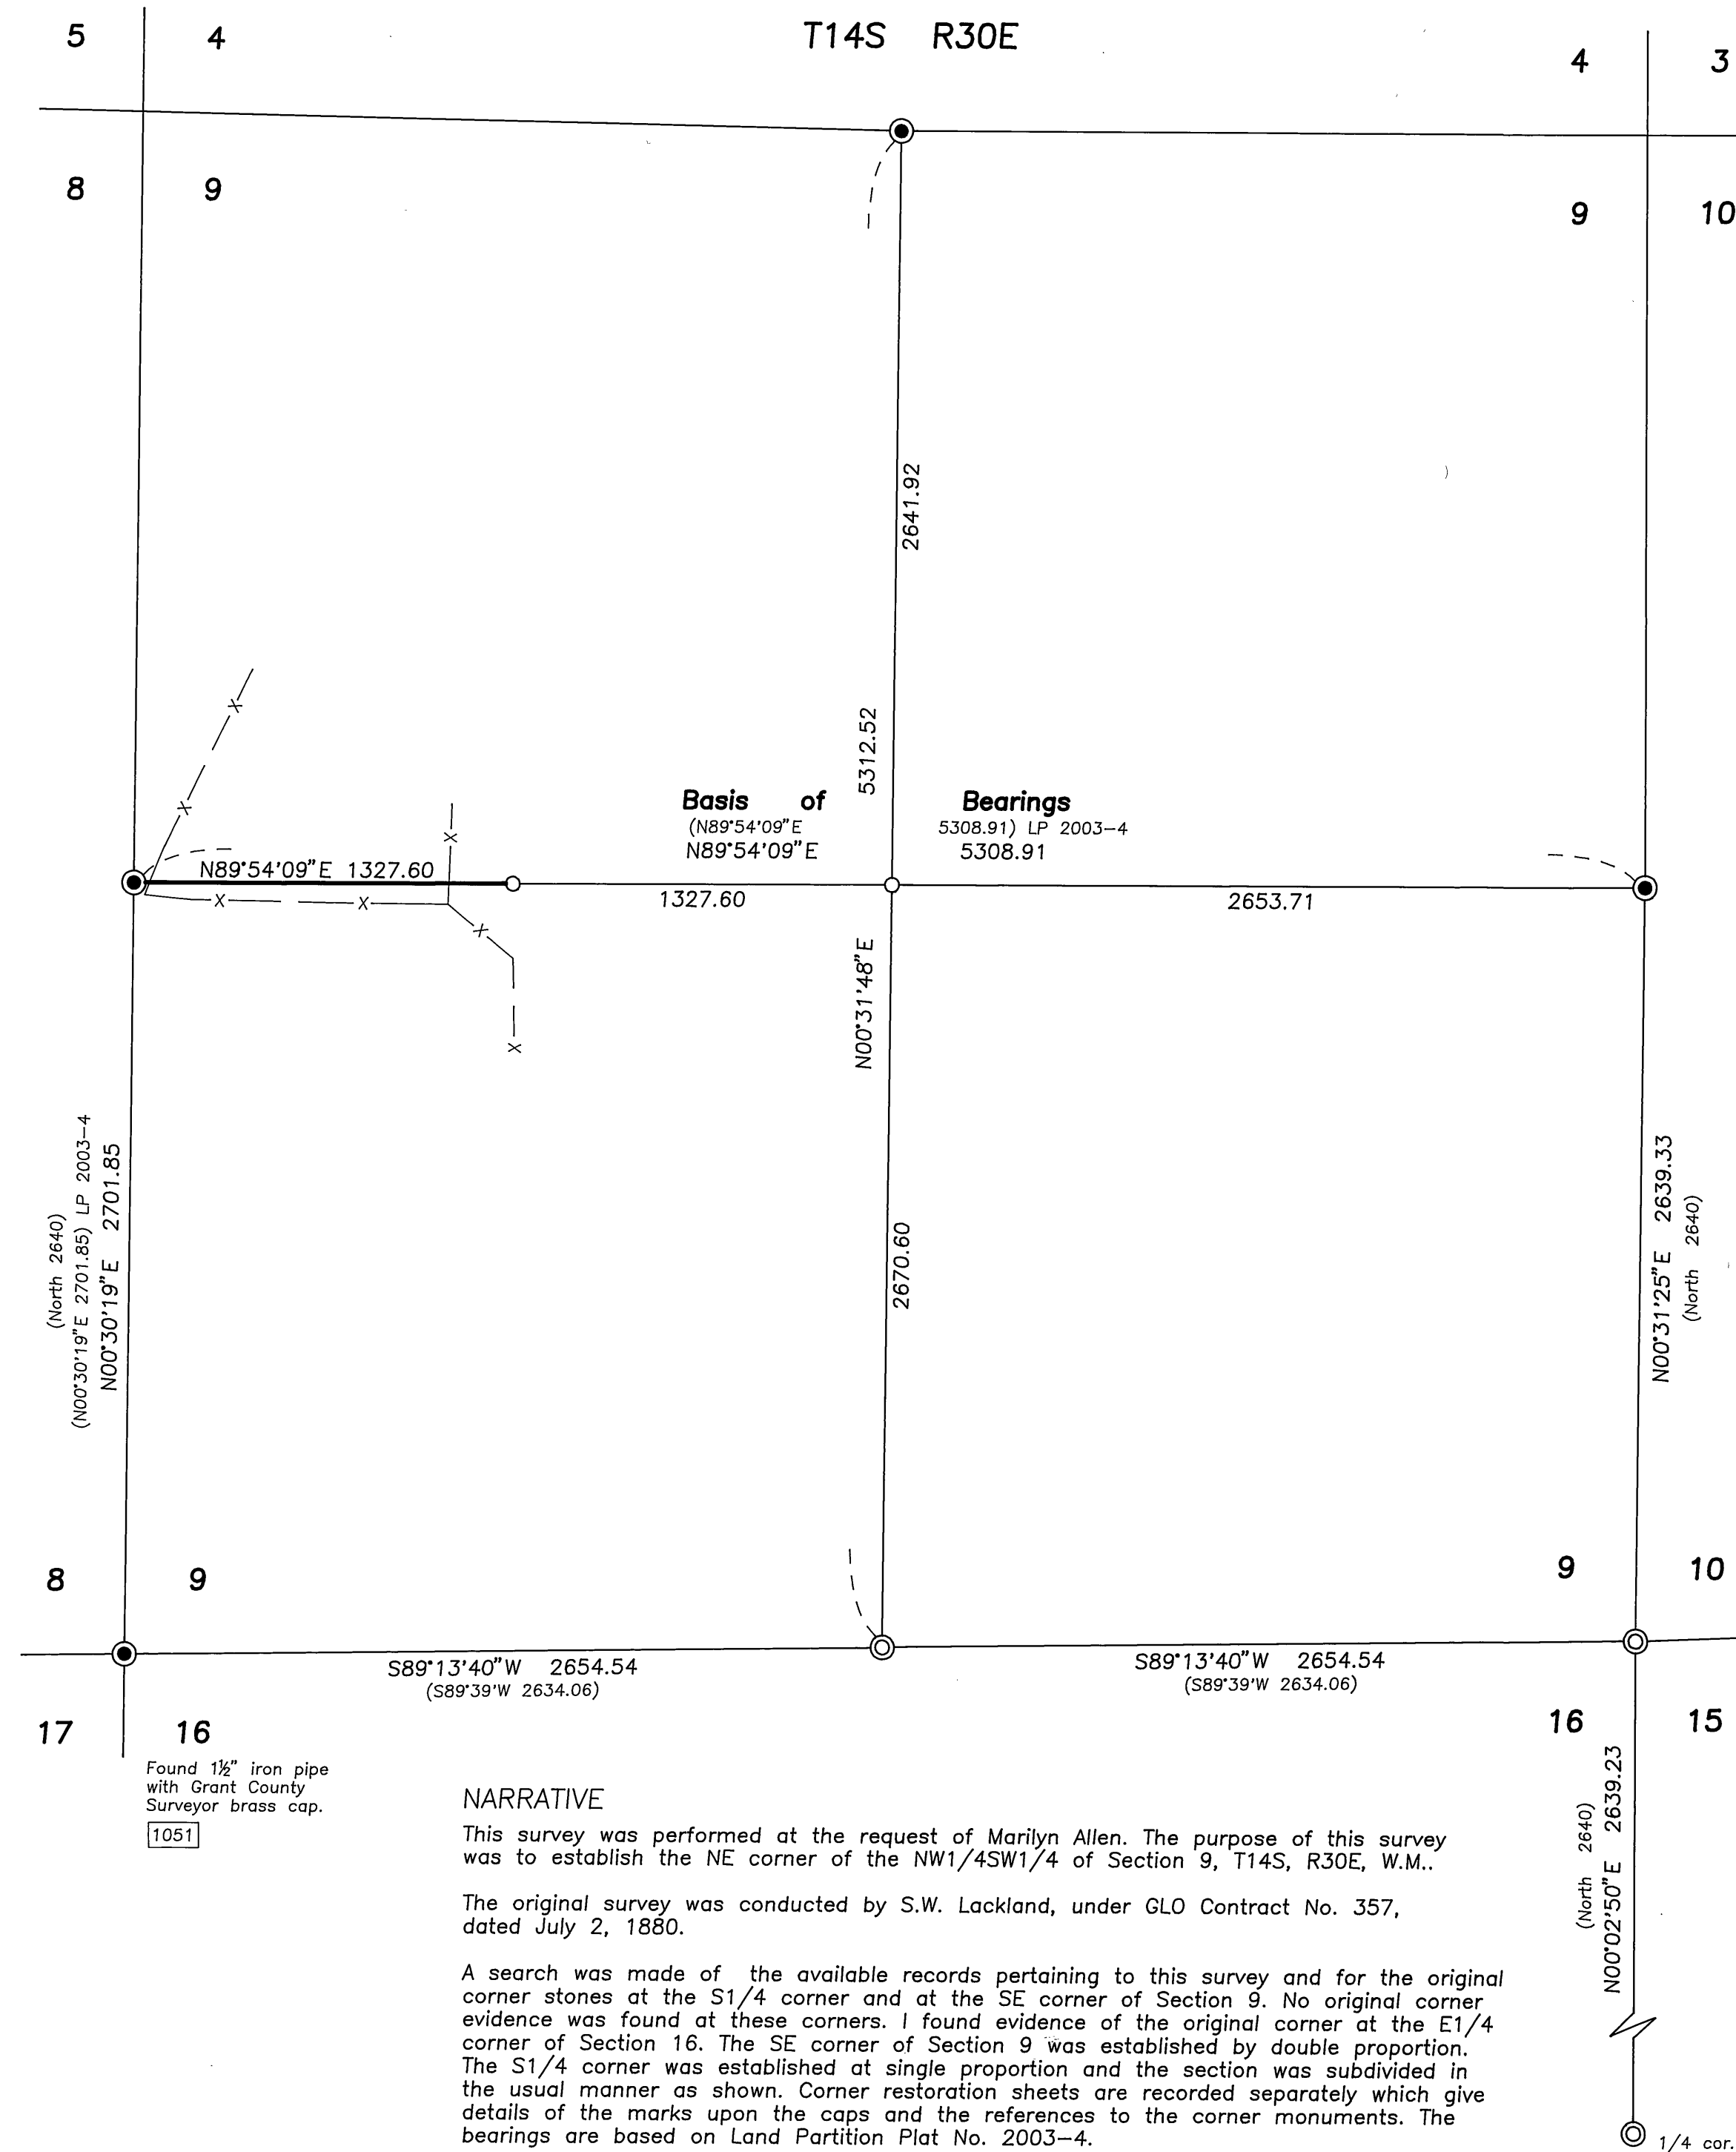 T14S R30E
5 4
4 3
8 9
9 10
2641.92
5312.52
Basis of Bearings
(N89°54'09"E 5308.91) LP 2003-4
N89°54'09"E 5308.91
N89°54'09"E 1327.60
1327.60
2653.71
N00°31'48"E
2670.60
(North 2640)
(N00°30'19"E 2701.85) LP 2003-4
N00°30'19"E 2701.85
N00°31'25"E 2639.33
(North 2640)
8 9
9 10
S89°13'40"W 2654.54
(S89°39'W 2634.06)
S89°13'40"W 2654.54
(S89°39'W 2634.06)
17 16
16 15
Found 1½" iron pipe
with Grant County
Surveyor brass cap.
1051
(North 2640)
N00°02'50"E 2639.23
NARRATIVE
This survey was performed at the request of Marilyn Allen. The purpose of this survey
was to establish the NE corner of the NW1/4SW1/4 of Section 9, T14S, R30E, W.M..
The original survey was conducted by S.W. Lackland, under GLO Contract No. 357,
dated July 2, 1880.
A search was made of the available records pertaining to this survey and for the original
corner stones at the S1/4 corner and at the SE corner of Section 9. No original corner
evidence was found at these corners. I found evidence of the original corner at the E1/4
corner of Section 16. The SE corner of Section 9 was established by double proportion.
The S1/4 corner was established at single proportion and the section was subdivided in
the usual manner as shown. Corner restoration sheets are recorded separately which give
details of the marks upon the caps and the references to the corner monuments. The
bearings are based on Land Partition Plat No. 2003-4.
1/4 cor.